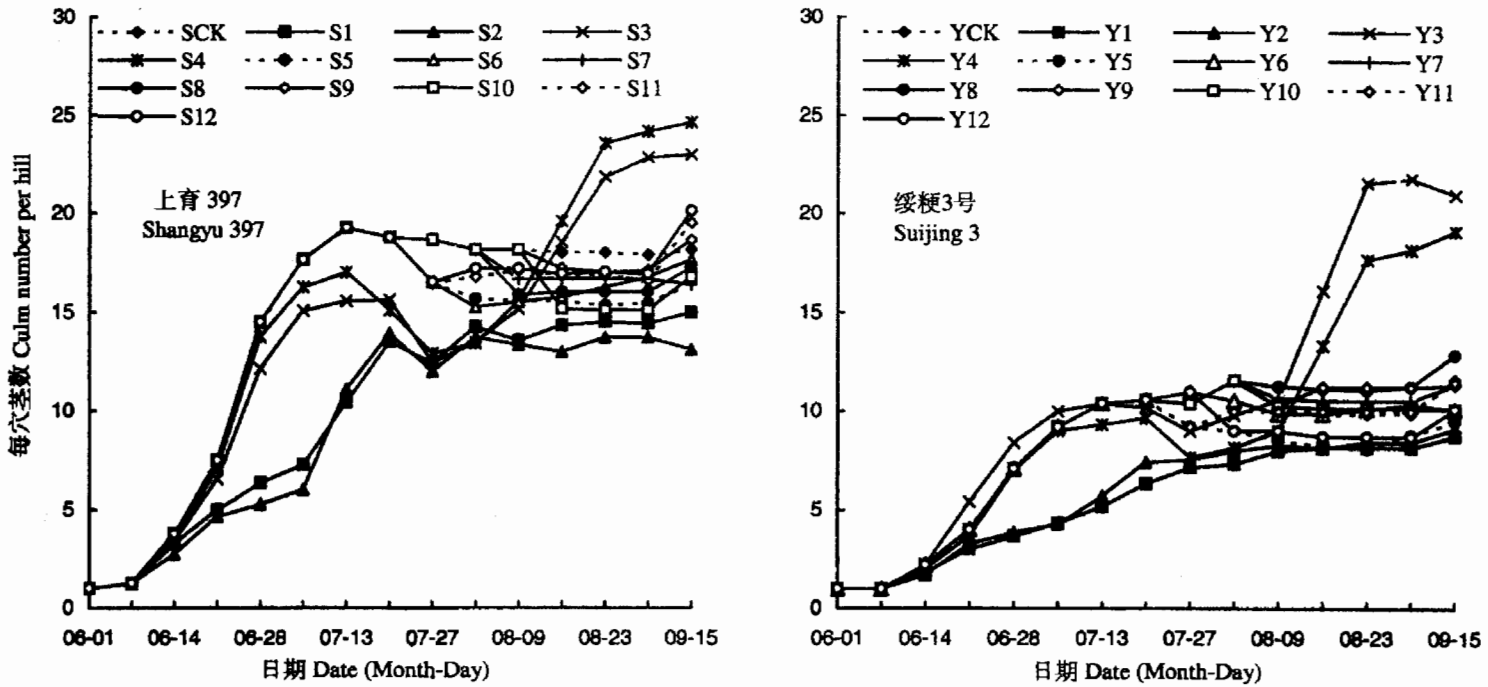 30
25
20
15
10
5
0
每穴茎数 Culm number per hill
SCK S1 S2 S3
S4 S5 S6 S7
S8 S9 S10 S11
S12
上育 397
Shangyu 397
06-01 06-14 06-28 07-13 07-27 08-09 08-23 09-15
日期 Date (Month-Day)
30
25
20
15
10
5
0
YCK Y1 Y2 Y3
Y4 Y5 Y6 Y7
Y8 Y9 Y10 Y11
Y12
绥粳3号
Suijing 3
06-01 06-14 06-28 07-13 07-27 08-09 08-23 09-15
日期 Date (Month-Day)